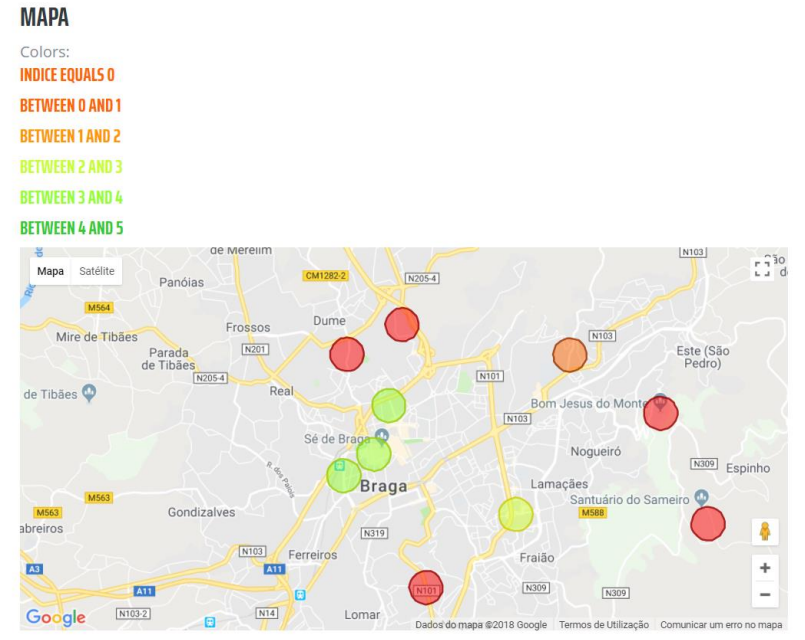 MAPA
Colors:
INDICE EQUALS 0
BETWEEN 0 AND 1
BETWEEN 1 AND 2
BETWEEN 2 AND 3
BETWEEN 3 AND 4
BETWEEN 4 AND 5
de Merelim
N103
Mapa
Satélite
CM1282-2
N205-4
Panóias
M564
Dume
Frossos
Mire de Tibães
N103
N201
Parada
de Tibães
Este (São
Pedro)
N205-4
N101
de Tibães
Real
Bom Jesus do Monte
N103
Sé de Braga
Nogueiró
N309
Espinho
R. dos Paiois
Braga
Lamaçães
Santuário do Sameiro
M563
M563
Gondizalves
M588
abreiros
N319
N103
Ferreiros
Fraião
A3
A11
A11
N101
N309
N309
Google
N103-2
N14
Lomar
Dados do mapa ©2018 Google
Termos de Utilização
Comunicar um erro no mapa